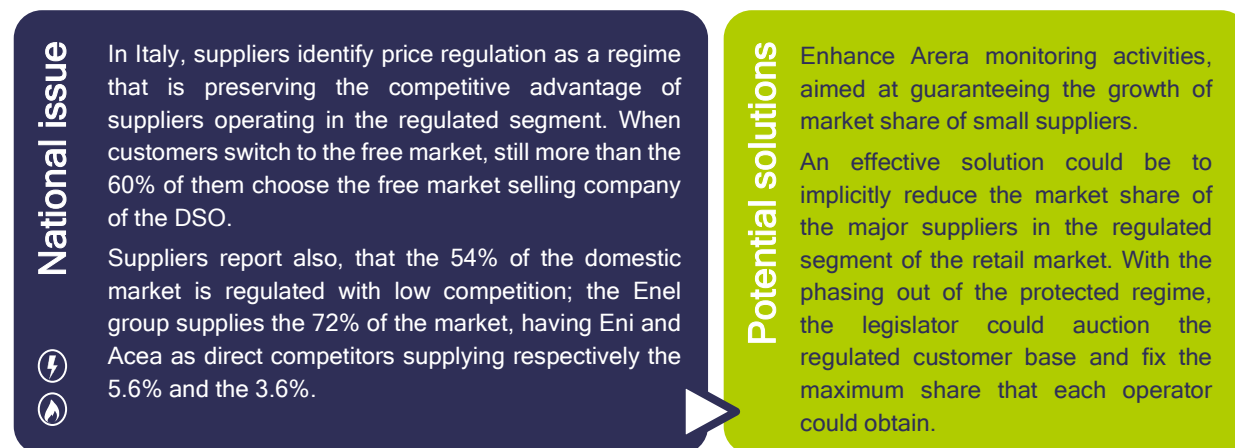 National issue
In Italy, suppliers identify price regulation as a regime
that is preserving the competitive advantage of
suppliers operating in the regulated segment. When
customers switch to the free market, still more than the
60% of them choose the free market selling company
of the DSO.
Suppliers report also, that the 54% of the domestic
market is regulated with low competition; the Enel
group supplies the 72% of the market, having Eni and
Acea as direct competitors supplying respectively the
5.6% and the 3.6%.
Potential solutions
Enhance Arera monitoring activities,
aimed at guaranteeing the growth of
market share of small suppliers.
An effective solution could be to
implicitly reduce the market share of
the major suppliers in the regulated
segment of the retail market. With the
phasing out of the protected regime,
the legislator could auction the
regulated customer base and fix the
maximum share that each operator
could obtain.